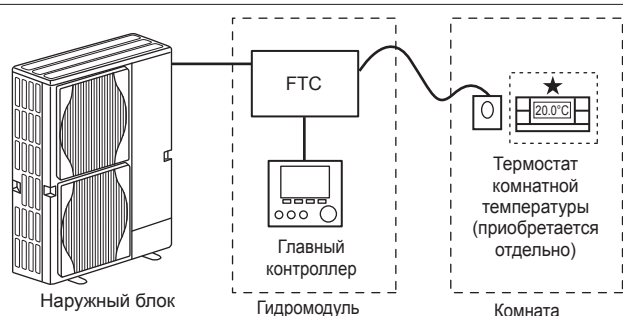 FTC
20.0°C
Термостат
комнатной
температуры
(приобретается
отдельно)
Главный
контроллер
Наружный блок
Гидромодуль
Комната